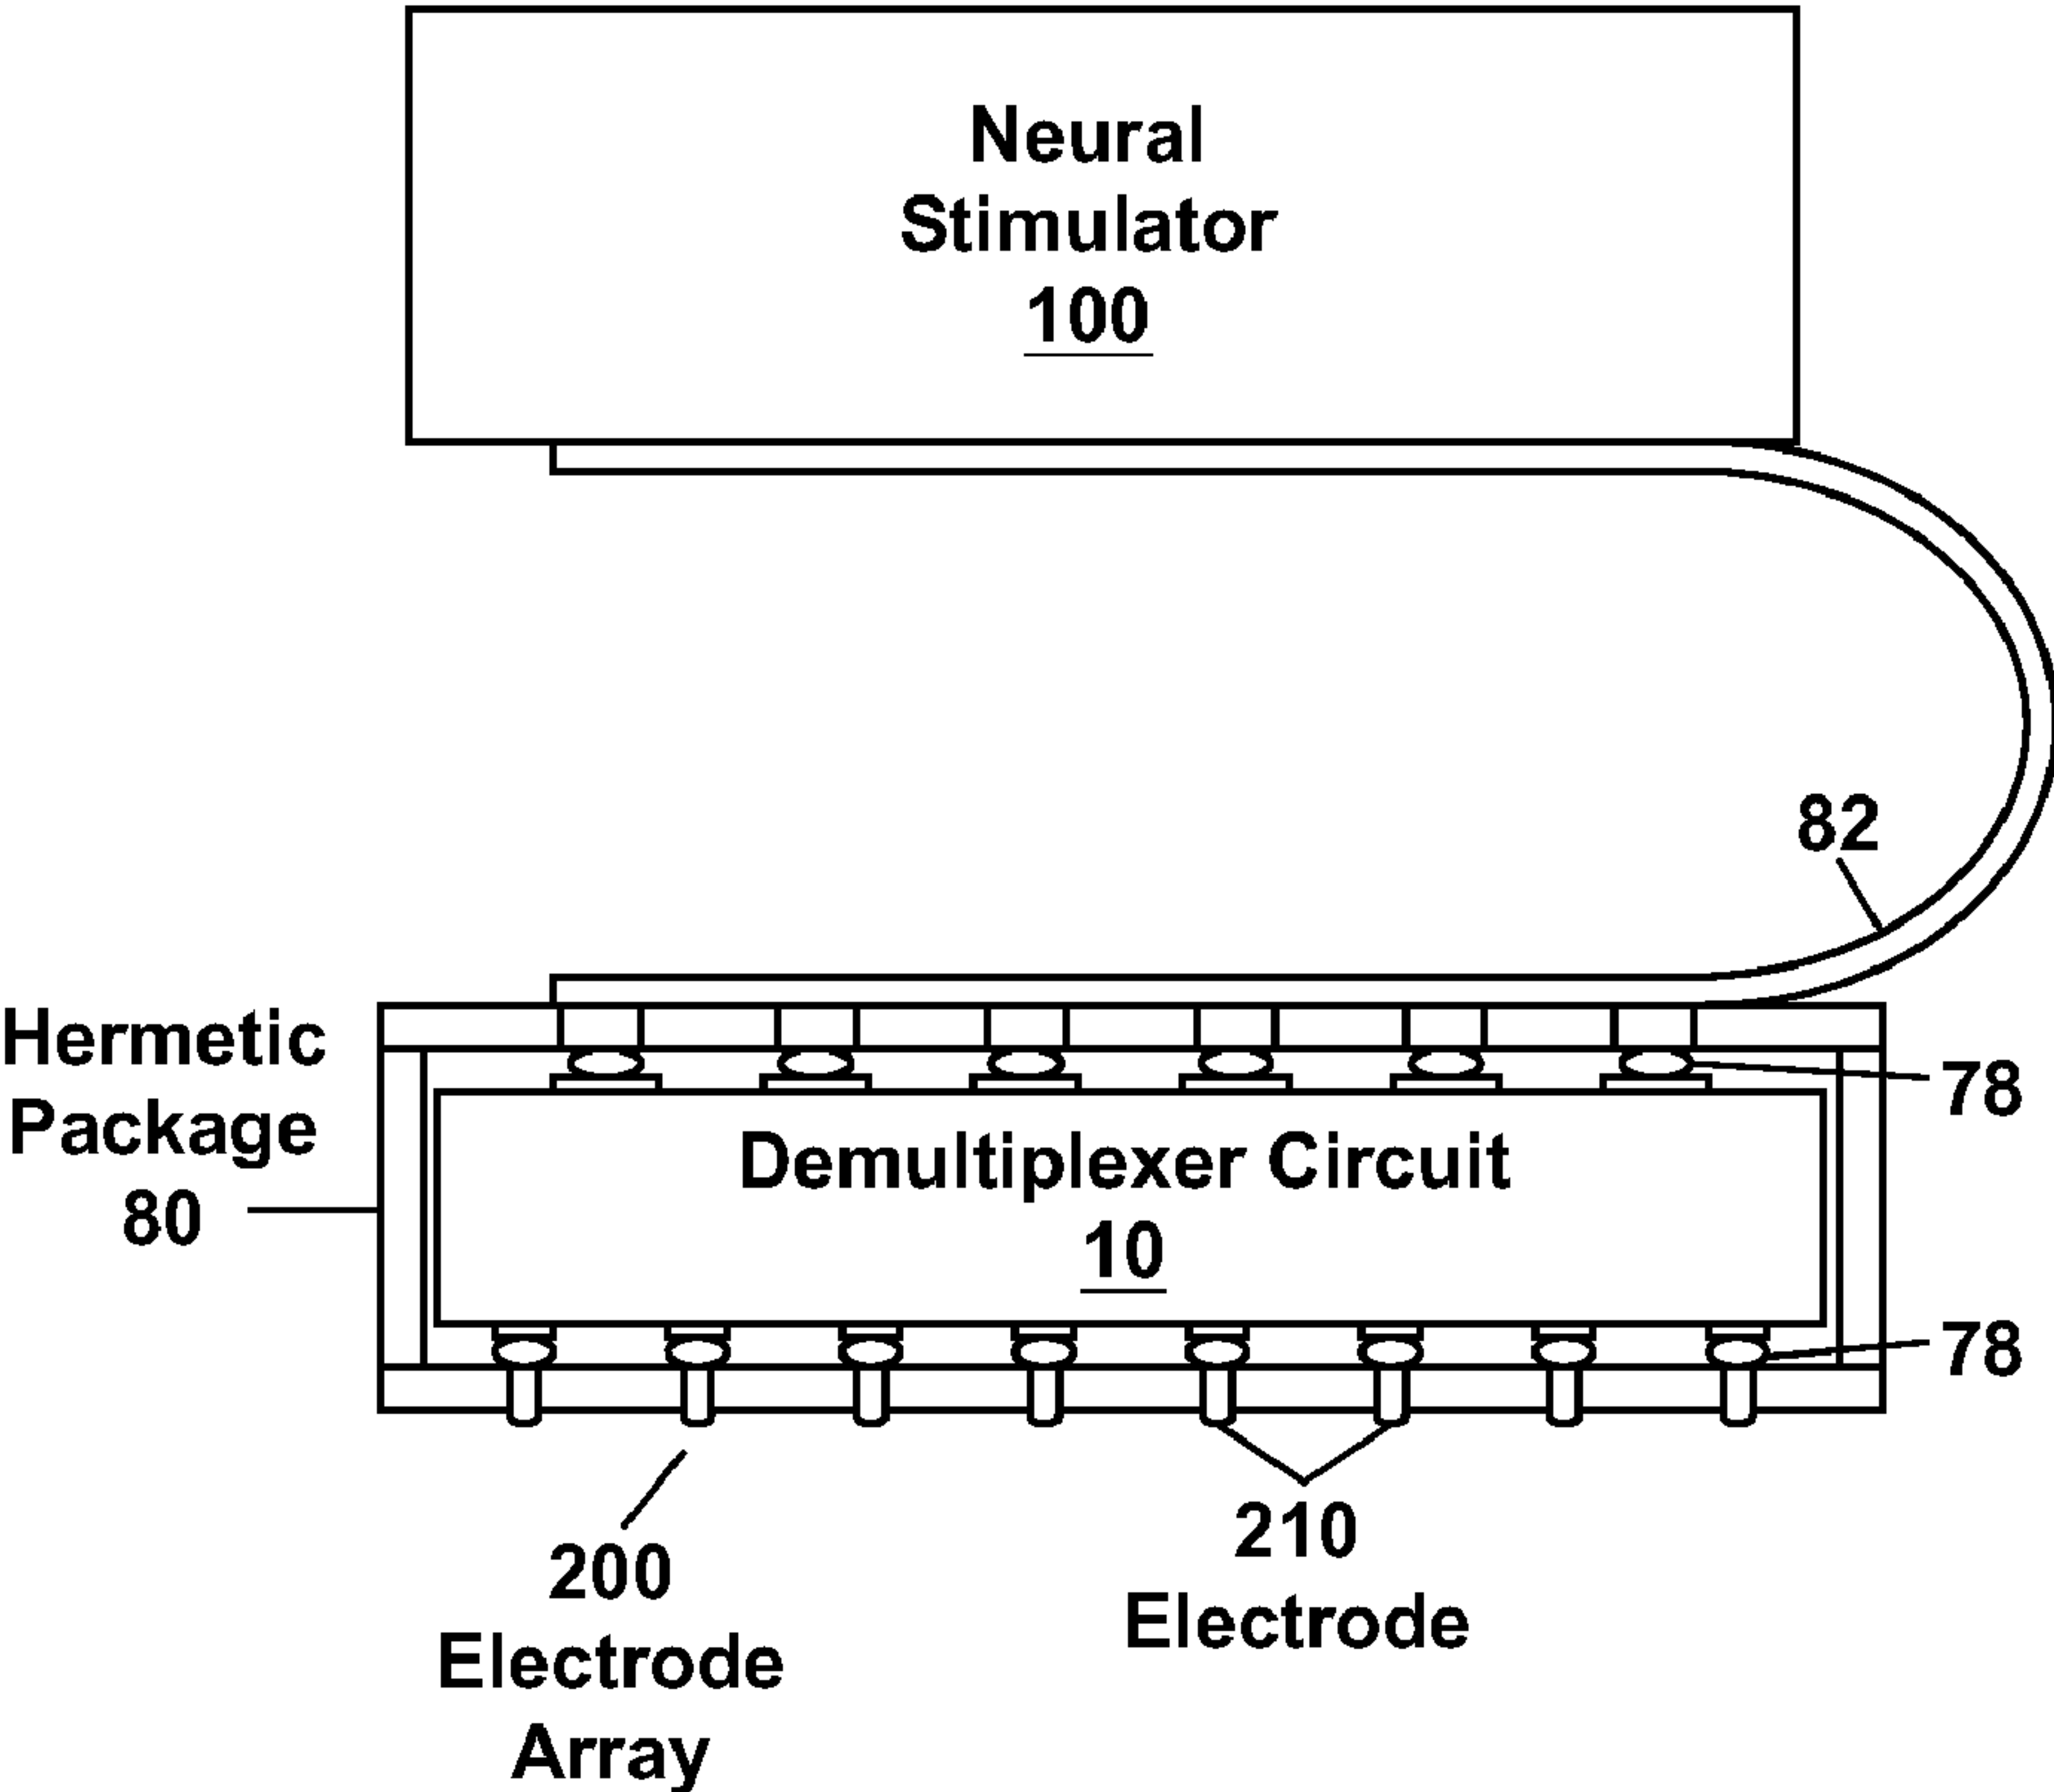 Neural
Stimulator
100
82
Hermetic
Package
80
78
Demultiplexer Circuit
10
78
200
Electrode
Array
210
Electrode